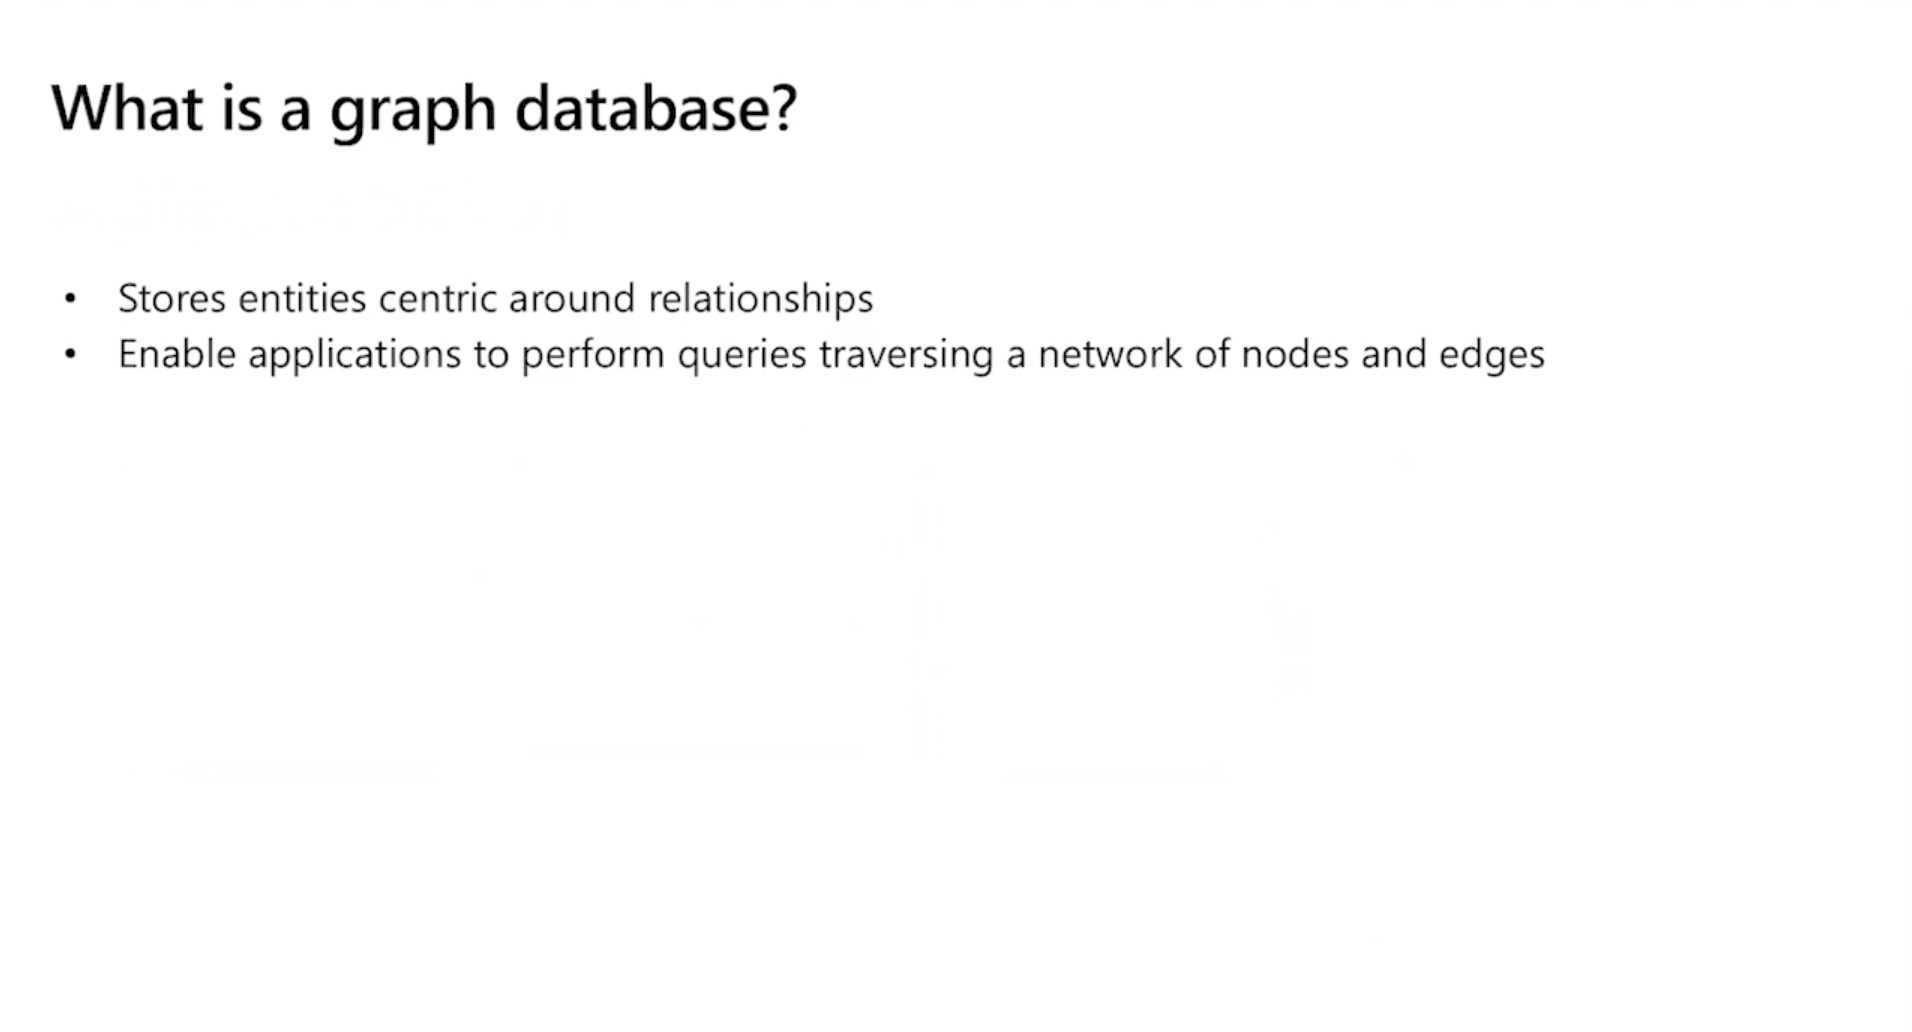 What is a graph database?
• Stores entities centric around relationships
• Enable applications to perform queries traversing a network of nodes and edges